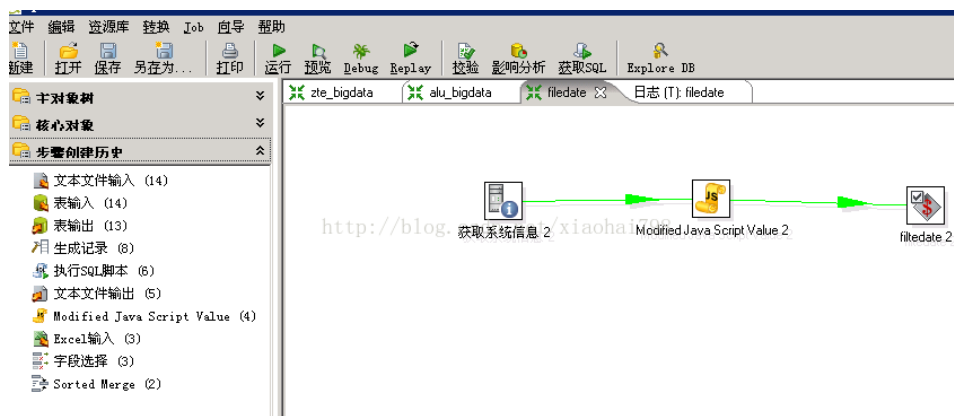 文件 编辑 资源库 转换 Job 向导 帮助
新建 打开 保存 另存为... 打印 运行 预览 Debug Replay 校验 影响分析 获取SQL Explore DB
主对象树
核心对象
步骤创建历史
文本文件输入 (14)
表输入 (14)
表输出 (13)
生成记录 (8)
执行SQL脚本 (6)
文本文件输出 (5)
Modified Java Script Value (4)
Excel输入 (3)
字段选择 (3)
Sorted Merge (2)
zte_bigdata alu_bigdata filedate 日志 (T): filedate
JS
获取系统信息 2
Modified Java Script Value 2
filtedate 2
http://blog.